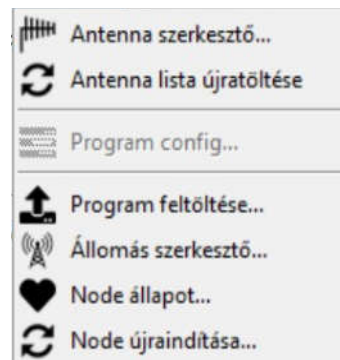 Antenna szerkesztő...
Antenna lista újratöltése
Program config...
Program feltöltése...
Állomás szerkesztő...
Node állapot...
Node újraindítása...